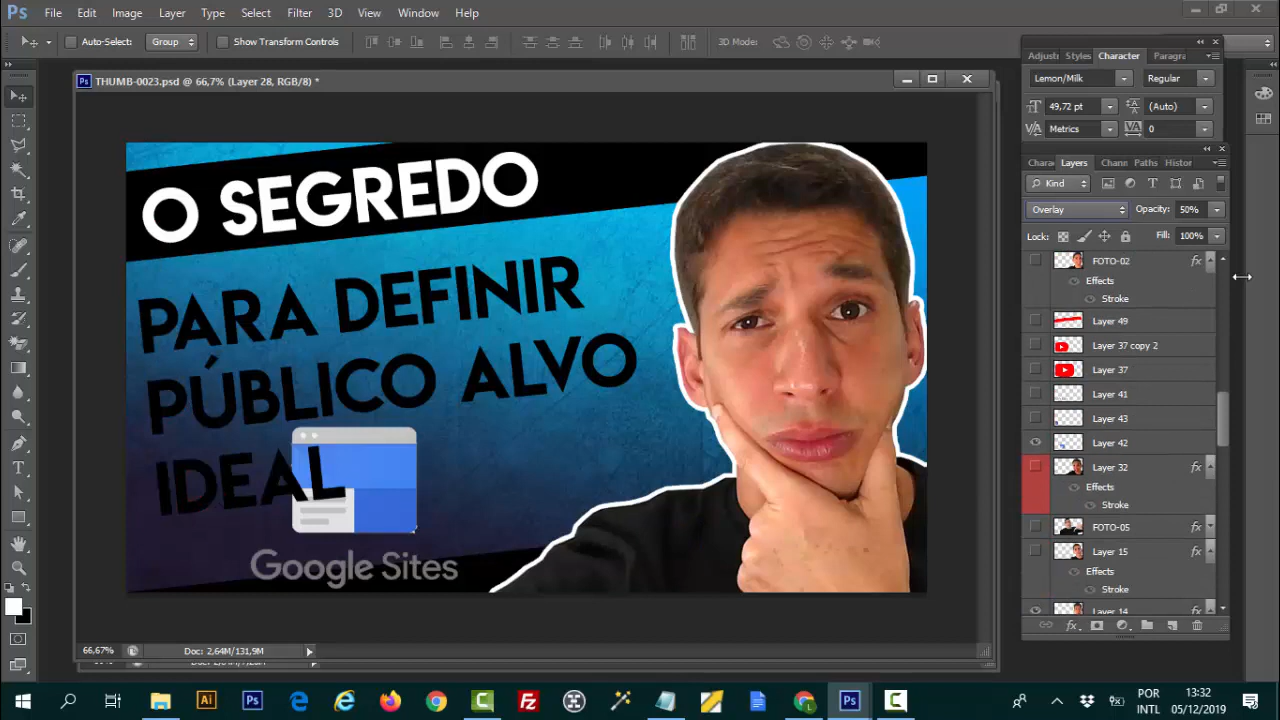 Ps File Edit Image Layer Type Select Filter 3D View Window Help
Auto-Select: Group Show Transform Controls 3D Mode:
THUMB-0023.psd @ 66,7% (Layer 28, RGB/8) *
O SEGREDO
PARA DEFINIR
PÚBLICO ALVO
IDEAL
Google Sites
66,67% Doc: 2,64M/131,9M
Adjust Styles Character Paragra
Lemon/Milk Regular
49,72 pt (Auto)
Metrics 0
Charac Layers Chann Paths Histor
Kind
Overlay Opacity: 50%
Lock: Fill: 100%
FOTO-02 fx
Effects
Stroke
Layer 49
Layer 37 copy 2
Layer 37
Layer 41
Layer 43
Layer 42
Layer 32 fx
Effects
Stroke
FOTO-05
Layer 15 fx
Effects
Stroke
Layer 14
POR
INTL
13:32
05/12/2019